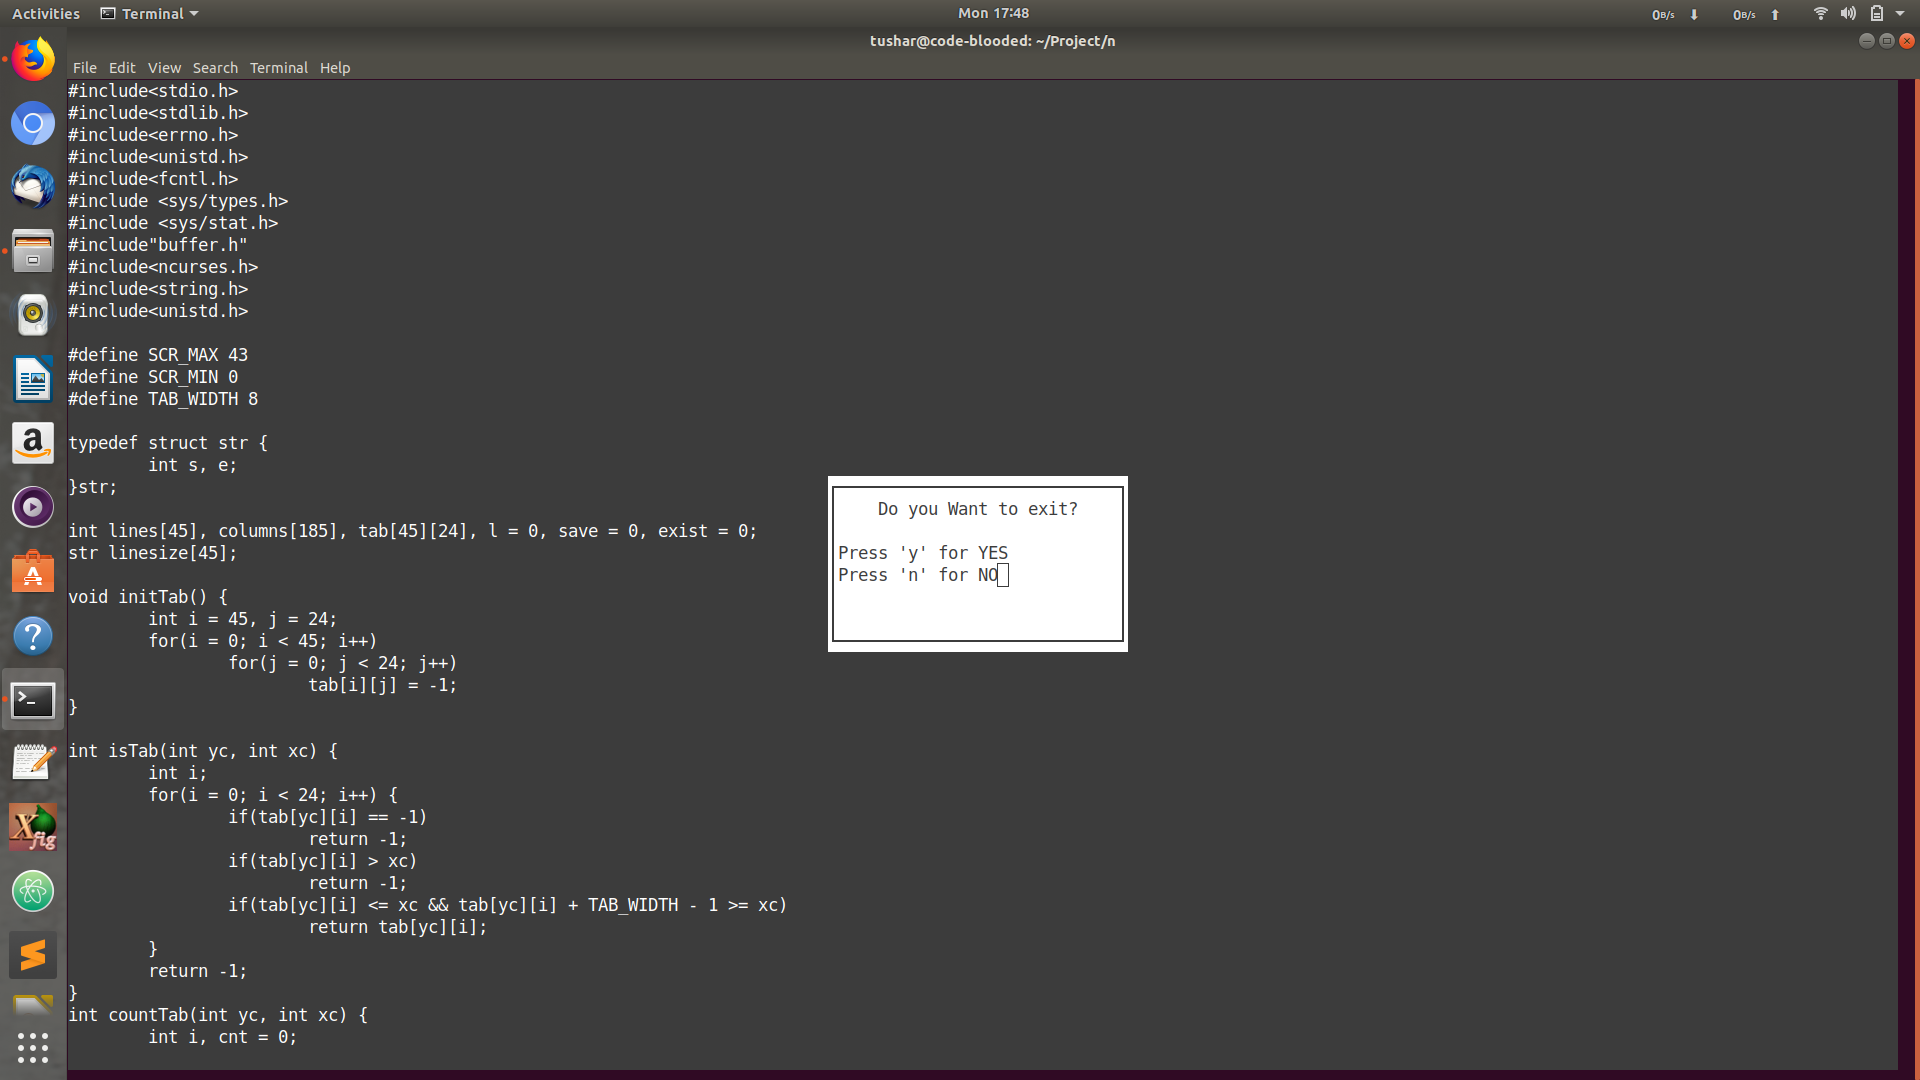 Activities Terminal Mon 17:48 0B/s 0B/s
tushar@code-blooded: ~/Project/n
File Edit View Search Terminal Help
#include<stdio.h>
#include<stdlib.h>
#include<errno.h>
#include<unistd.h>
#include<fcntl.h>
#include <sys/types.h>
#include <sys/stat.h>
#include"buffer.h"
#include<ncurses.h>
#include<string.h>
#include<unistd.h>
#define SCR_MAX 43
#define SCR_MIN 0
#define TAB_WIDTH 8
typedef struct str {
        int s, e;
}str;
int lines[45], columns[185], tab[45][24], l = 0, save = 0, exist = 0;
str linesize[45];
void initTab() {
        int i = 45, j = 24;
        for(i = 0; i < 45; i++)
                for(j = 0; j < 24; j++)
                        tab[i][j] = -1;
}
int isTab(int yc, int xc) {
        int i;
        for(i = 0; i < 24; i++) {
                if(tab[yc][i] == -1)
                        return -1;
                if(tab[yc][i] > xc)
                        return -1;
                if(tab[yc][i] <= xc && tab[yc][i] + TAB_WIDTH - 1 >= xc)
                        return tab[yc][i];
        }
        return -1;
}
int countTab(int yc, int xc) {
        int i, cnt = 0;
Do you Want to exit?
Press 'y' for YES
Press 'n' for NO
a
A
?
>_
X
fig